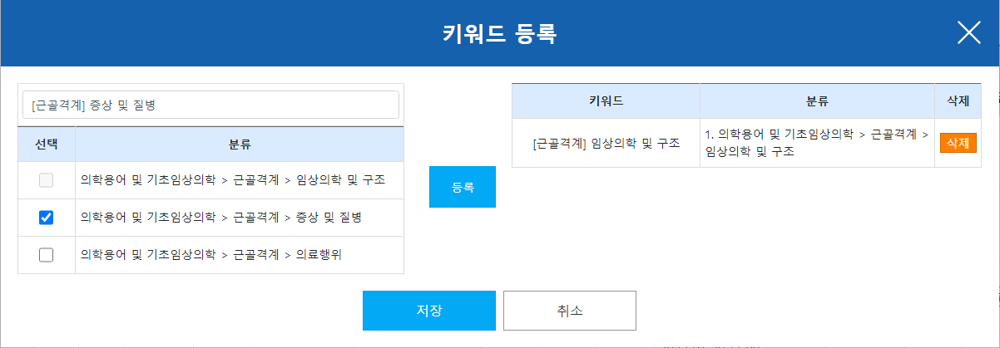 키워드 등록
[근골격계] 증상 및 질병
선택 분류
의학용어 및 기초임상의학 > 근골격계 > 임상의학 및 구조
의학용어 및 기초임상의학 > 근골격계 > 증상 및 질병
의학용어 및 기초임상의학 > 근골격계 > 의료행위
등록
키워드 분류 삭제
[근골격계] 임상의학 및 구조
1. 의학용어 및 기초임상의학 > 근골격계 >
임상의학 및 구조
삭제
저장 취소